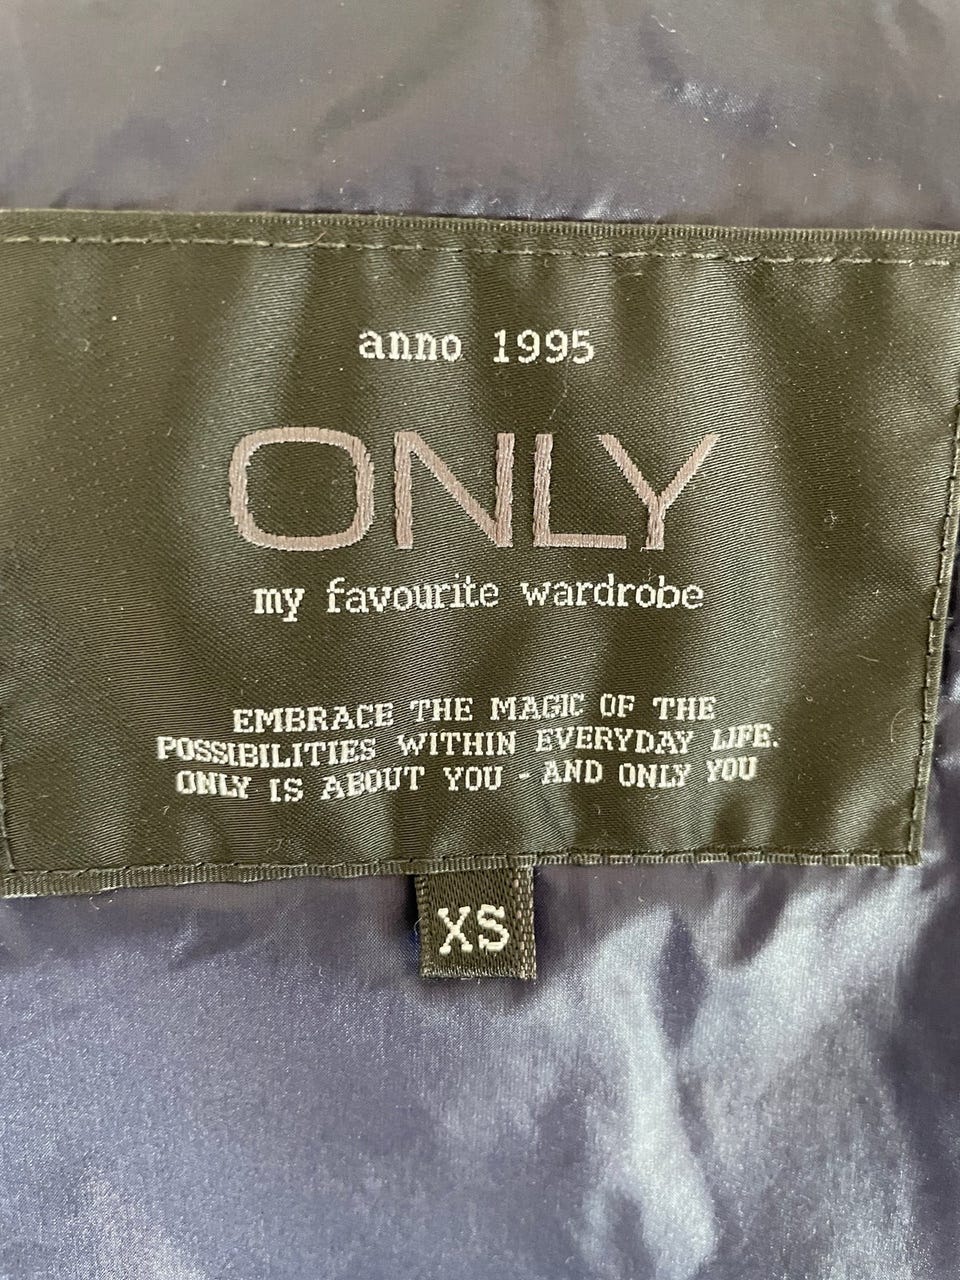 anno 1995
ONLY
my favourite wardrobe
EMBRACE THE MAGIC OF THE
POSSIBILITIES WITHIN EVERYDAY LIFE.
ONLY IS ABOUT YOU - AND ONLY YOU
XS